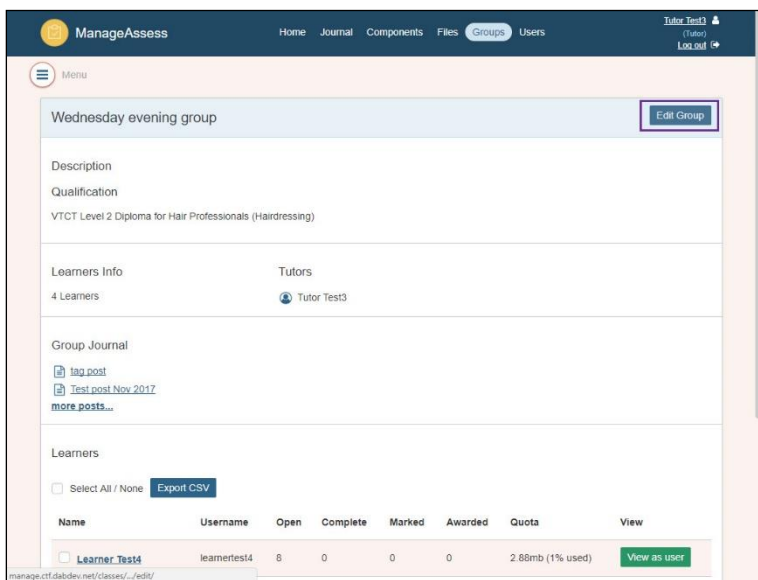 ManageAssess
Home Journal Components Files Groups Users
Tutor Test3
(Tutor)
Log out
Menu
Wednesday evening group
Edit Group
Description
Qualification
VTCT Level 2 Diploma for Hair Professionals (Hairdressing)
Learners Info
4 Learners
Tutors
Tutor Test3
Group Journal
tag post
Test post Nov 2017
more posts...
Learners
Select All / None Export CSV
Name Username Open Complete Marked Awarded Quota View
Learner Test4 learnertest4 8 0 0 0 2.88mb (1% used) View as user
manage.ctf.dabdev.net/classes/.../edit/